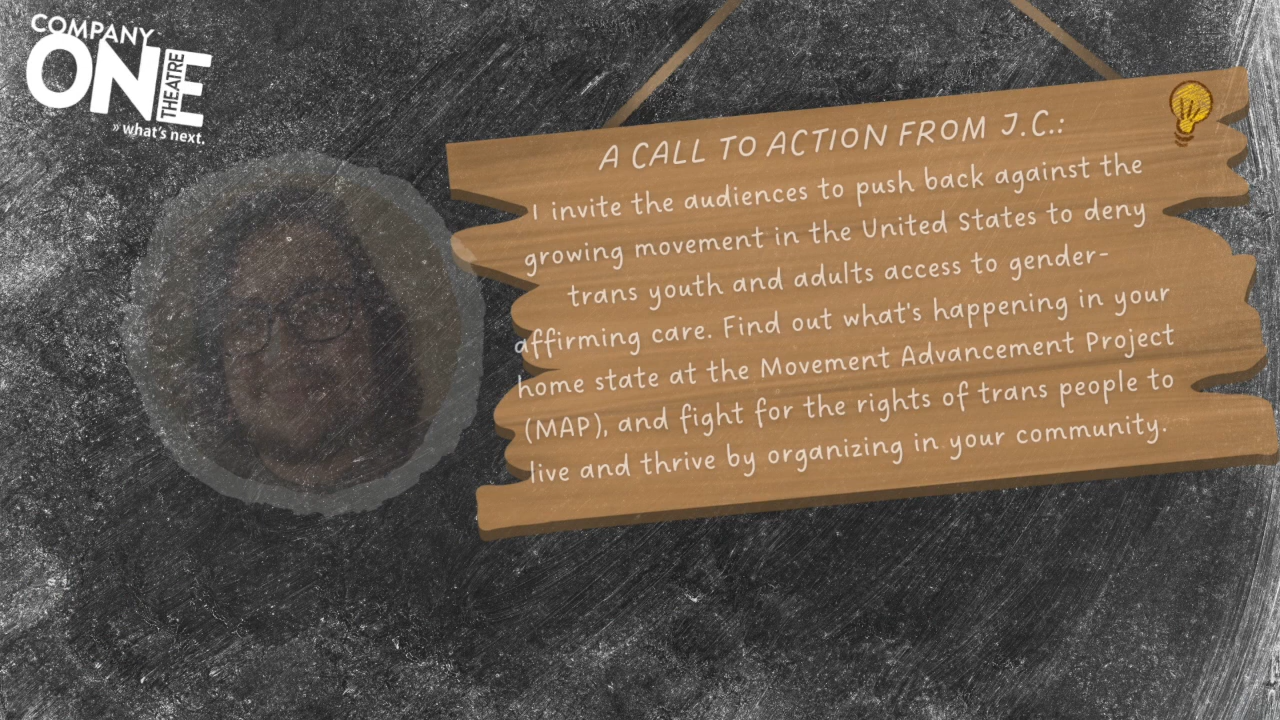 COMPANY
ONE
THEATRE
» what's next.
A CALL TO ACTION FROM J.C.:
I invite the audiences to push back against the
growing movement in the United States to deny
trans youth and adults access to gender-
affirming care. Find out what's happening in your
home state at the Movement Advancement Project
(MAP), and fight for the rights of trans people to
live and thrive by organizing in your community.